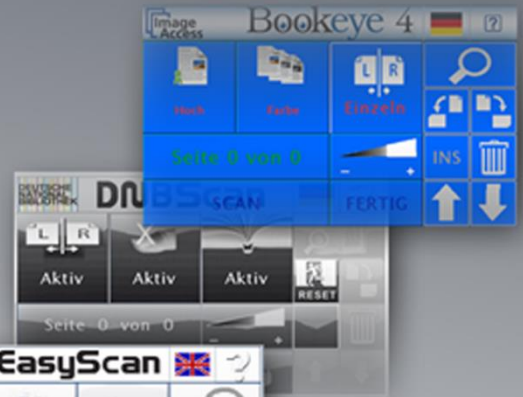 Image
Access
Bookeye 4
?
L R
Hoch
Farbe
Einzeln
Seite 0 von 0
- +
INS
SCAN
FERTIG
DEUTSCHE
NATIONAL
BIBLIOTHEK
DNBScan
L R
Aktiv
Aktiv
Aktiv
RESET
Seite 0 von 0
- +
EasyScan
?